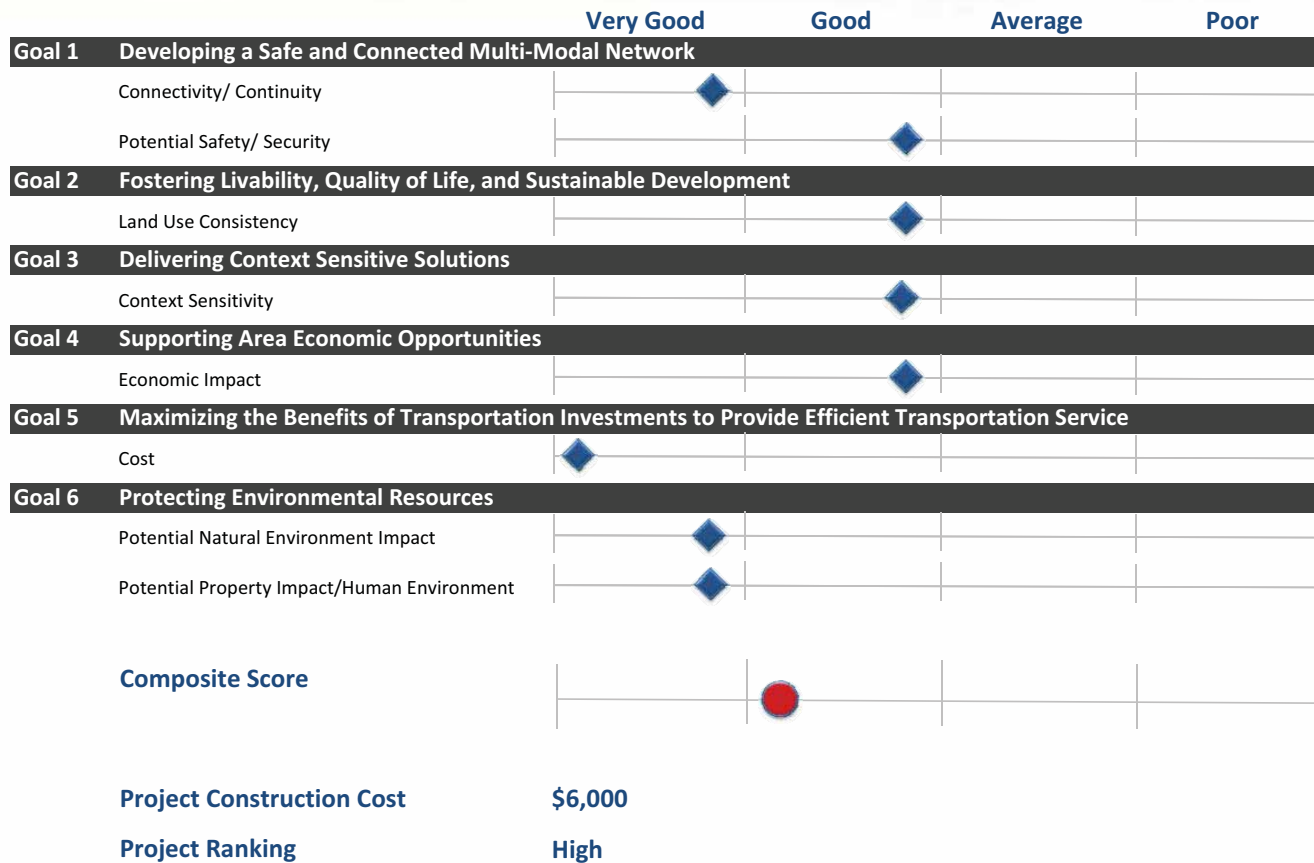 Very Good Good Average Poor
Goal 1 Developing a Safe and Connected Multi-Modal Network
Connectivity/ Continuity
Potential Safety/ Security
Goal 2 Fostering Livability, Quality of Life, and Sustainable Development
Land Use Consistency
Goal 3 Delivering Context Sensitive Solutions
Context Sensitivity
Goal 4 Supporting Area Economic Opportunities
Economic Impact
Goal 5 Maximizing the Benefits of Transportation Investments to Provide Efficient Transportation Service
Cost
Goal 6 Protecting Environmental Resources
Potential Natural Environment Impact
Potential Property Impact/Human Environment
Composite Score
Project Construction Cost $6,000
Project Ranking High